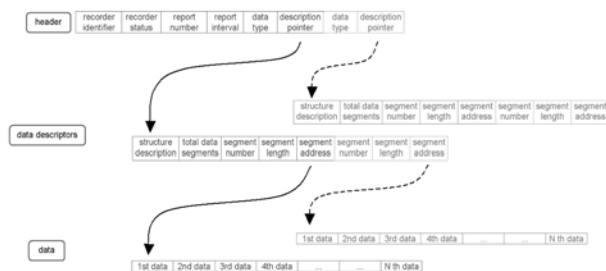 header
recorder identifier
recorder status
report number
report interval
data type
description pointer
data type
description pointer
structure description
total data segments
segment number
segment length
segment address
segment number
segment length
segment address
data descriptors
structure description
total data segments
segment number
segment length
segment address
segment number
segment length
segment address
1st data
2nd data
3rd data
4th data
...
...
N th data
data
1st data
2nd data
3rd data
4th data
...
...
N th data